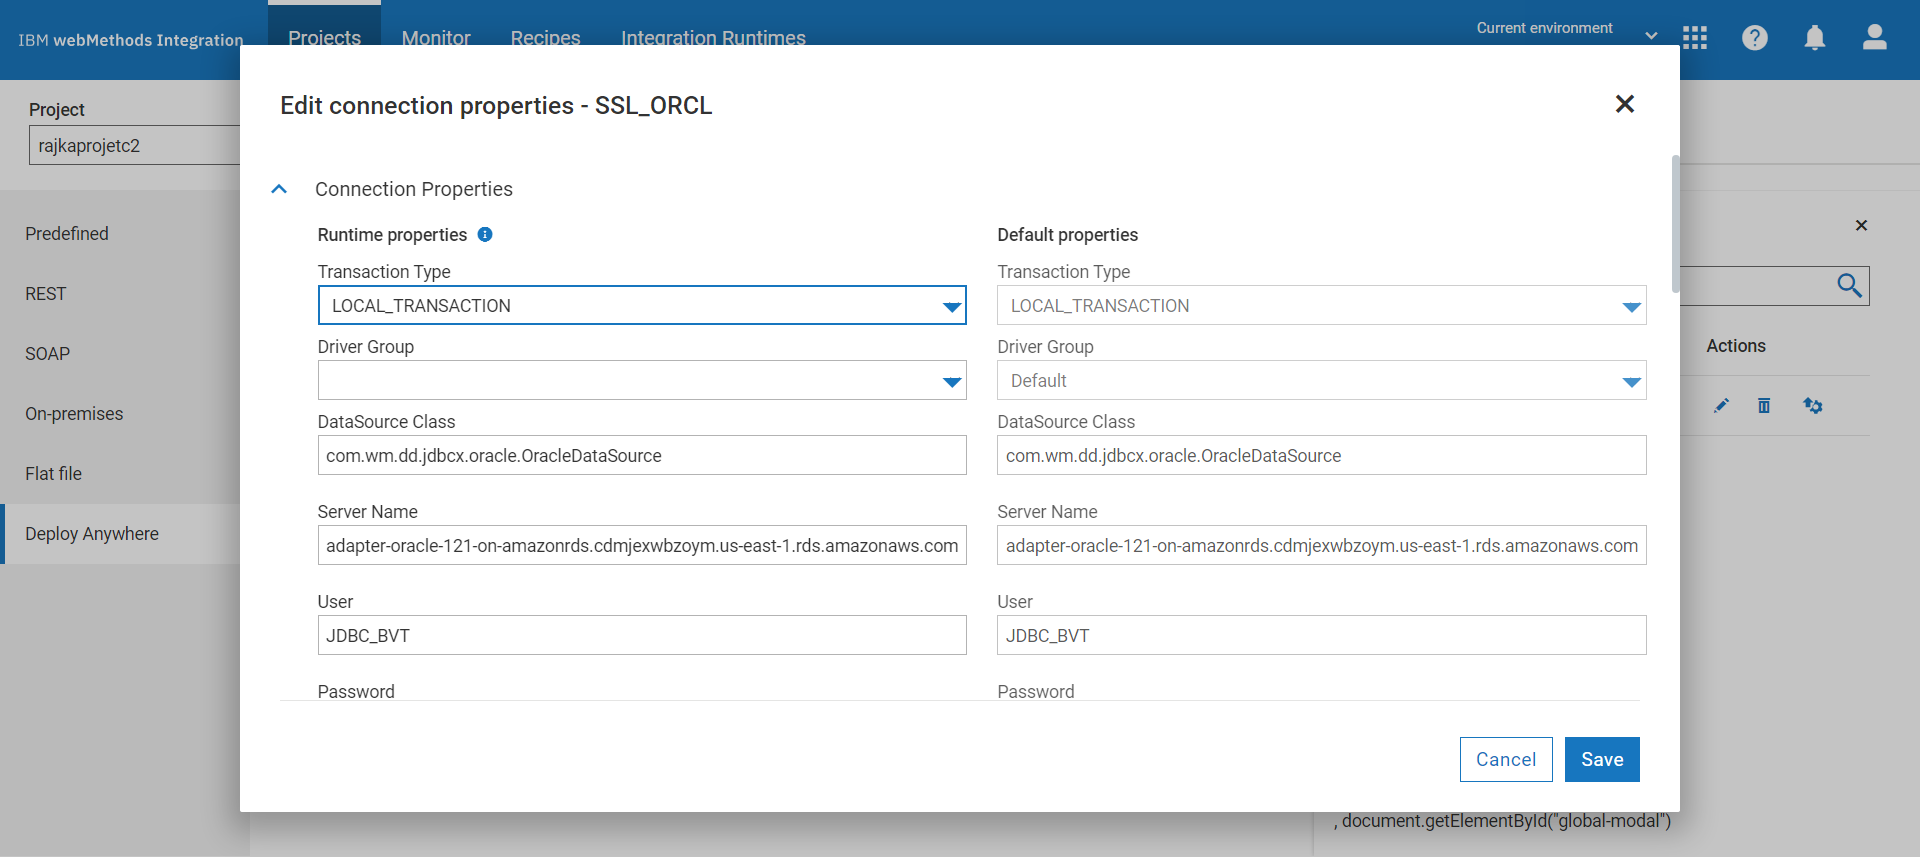 IBM webMethods Integration
Projects
Monitor
Recipes
Integration Runtimes
Current environment
Project
rajkaprojetc2
Predefined
REST
SOAP
On-premises
Flat file
Deploy Anywhere
Edit connection properties - SSL_ORCL
Connection Properties
Runtime properties
Default properties
Transaction Type
Transaction Type
LOCAL_TRANSACTION
LOCAL_TRANSACTION
Driver Group
Driver Group
Default
DataSource Class
DataSource Class
com.wm.dd.jdbcx.oracle.OracleDataSource
com.wm.dd.jdbcx.oracle.OracleDataSource
Server Name
Server Name
adapter-oracle-121-on-amazonrds.cdmjexwbzoym.us-east-1.rds.amazonaws.com
adapter-oracle-121-on-amazonrds.cdmjexwbzoym.us-east-1.rds.amazonaws.com
User
User
JDBC_BVT
JDBC_BVT
Password
Password
Cancel
Save
Actions
, document.getElementById("global-modal")